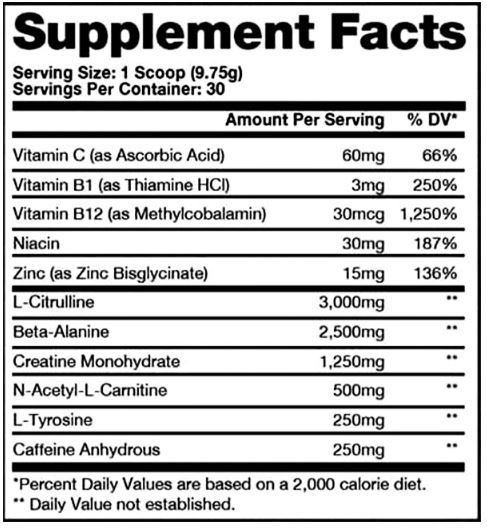 Supplement Facts
Serving Size: 1 Scoop (9.75g)
Servings Per Container: 30
Amount Per Serving % DV*
Vitamin C (as Ascorbic Acid) 60mg 66%
Vitamin B1 (as Thiamine HCl) 3mg 250%
Vitamin B12 (as Methylcobalamin) 30mcg 1,250%
Niacin 30mg 187%
Zinc (as Zinc Bisglycinate) 15mg 136%
L-Citrulline 3,000mg **
Beta-Alanine 2,500mg **
Creatine Monohydrate 1,250mg **
N-Acetyl-L-Carnitine 500mg **
L-Tyrosine 250mg **
Caffeine Anhydrous 250mg **
*Percent Daily Values are based on a 2,000 calorie diet.
** Daily Value not established.